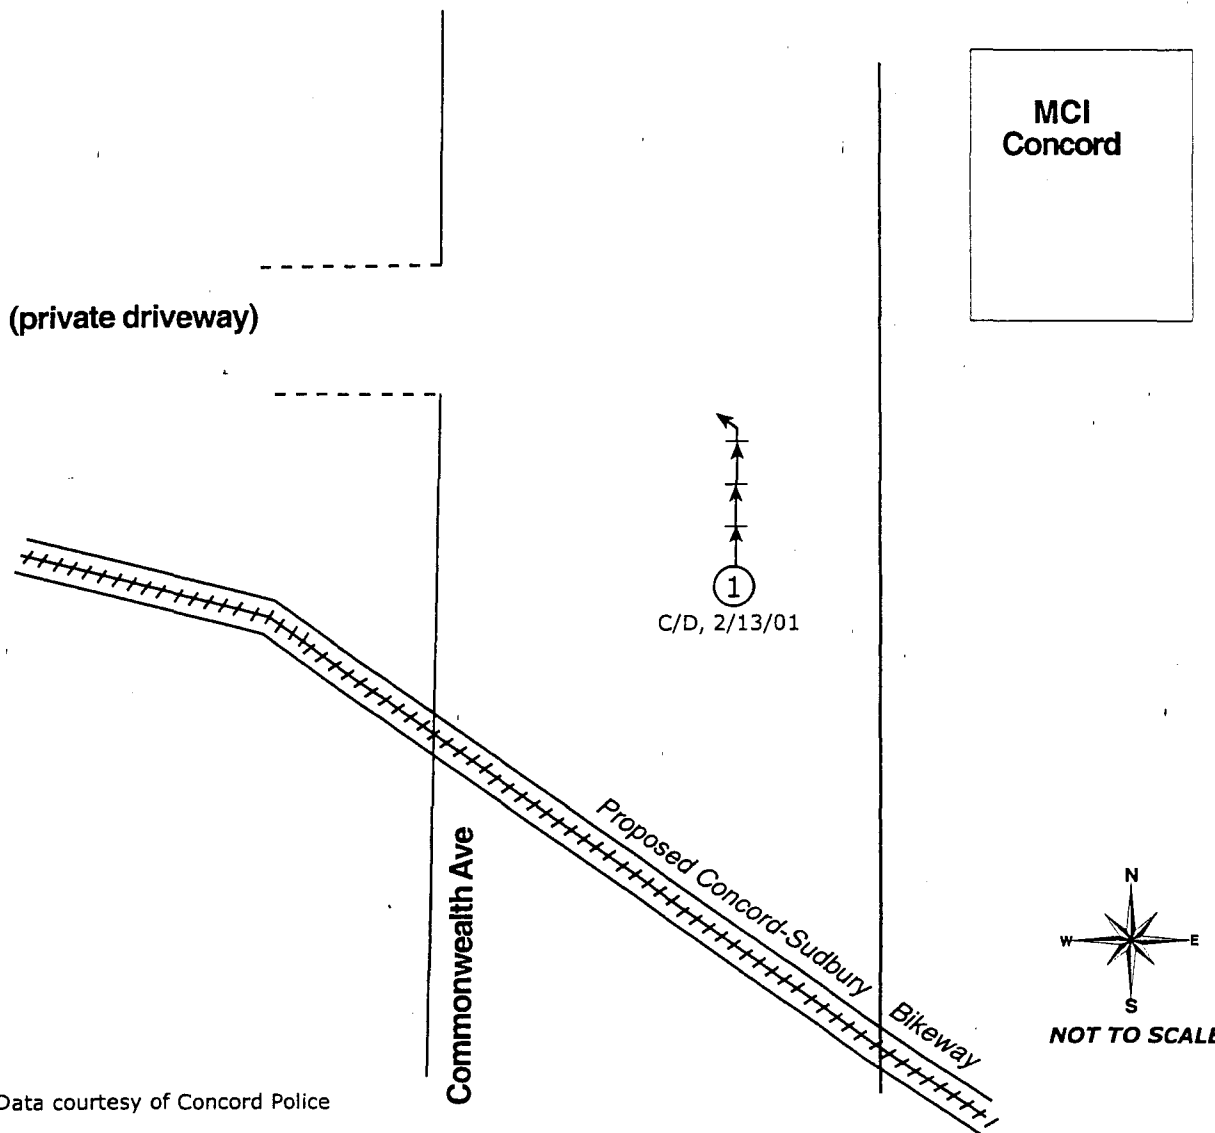 MCI
Concord
(private driveway)
1
C/D, 2/13/01
Proposed Concord-Sudbury Bikeway
Commonwealth Ave
N
W E
S
NOT TO SCALE
Data courtesy of Concord Police